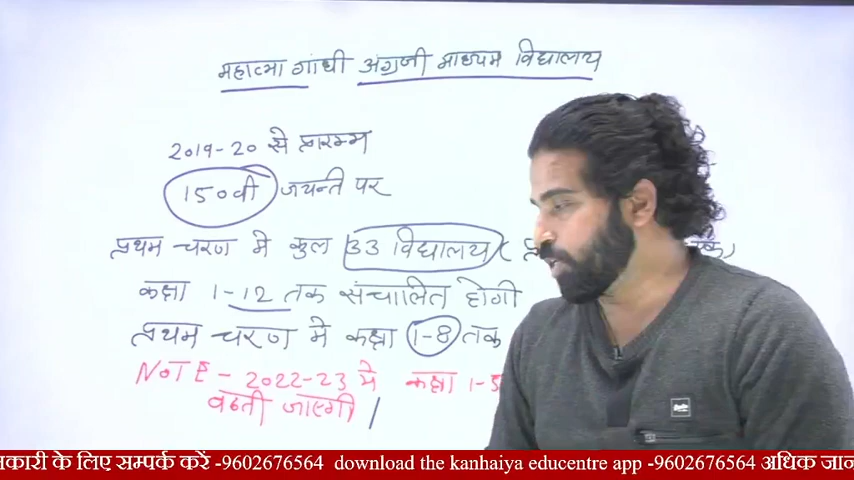 महात्मा गांधी अंग्रेजी माध्यम विद्यालय
2019-20 से प्रारम्भ
150वी जयन्ती पर
प्रथम चरण मे कुल 33 विद्यालय (
कक्षा 1-12 तक संचालित होगी
प्रथम चरण मे कक्षा 1-8 तक
NOTE - 2022-23 मे कक्षा 1-5
जाएगी
नकारी के लिए सम्पर्क करें -9602676564 download the kanhaiya educentre app -9602676564 अधिक जान